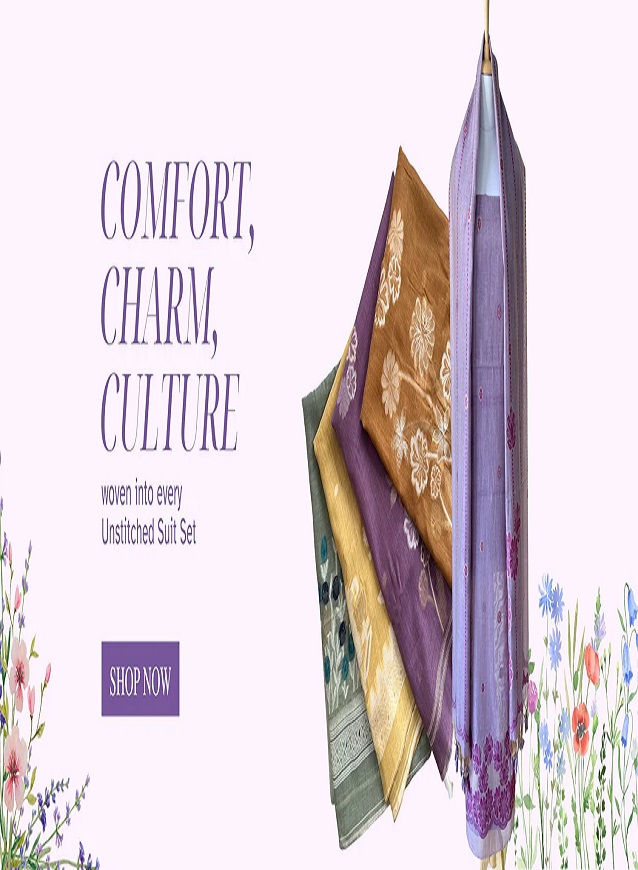 COMFORT,
CHARM,
CULTURE
woven into every
Unstitched Suit Set
SHOP NOW